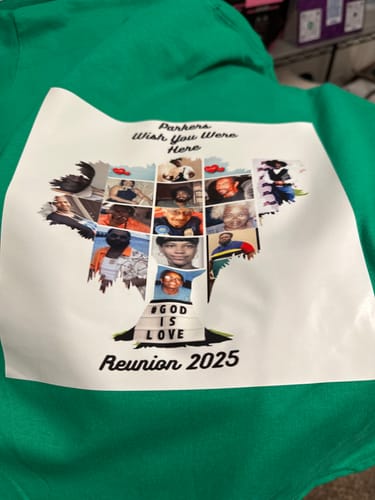 Parkers
Wish You Were
Here
#GOD
IS
LOVE
Reunion 2025